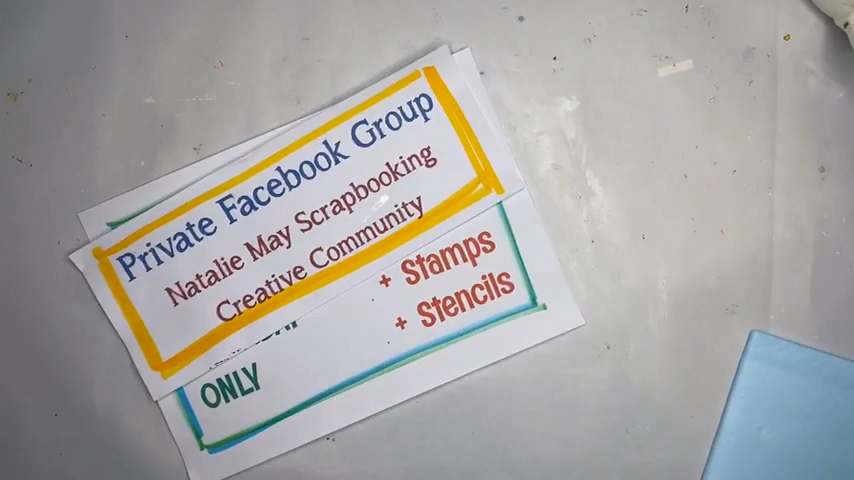 Private Facebook Group
Natalie May Scrapbooking
Creative Community
+ Stamps
+ Stencils
ONLY